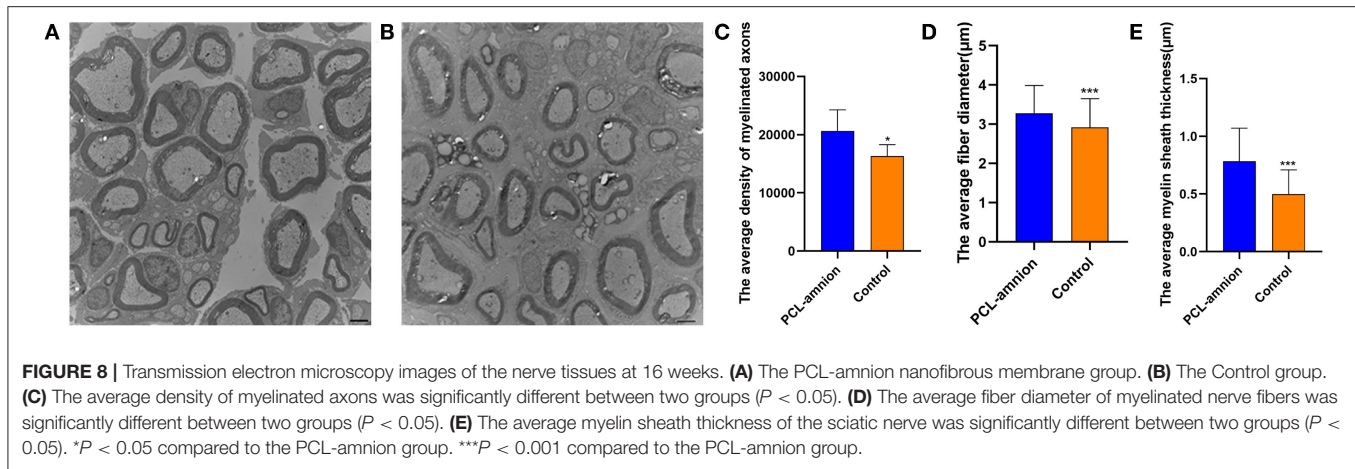 A
B
C
The average density of myelinated axons
30000
20000
10000
0
*
PCL-amnion
Control
D
The average fiber diameter(μm)
5
4
3
2
1
0
***
PCL-amnion
Control
E
The average myelin sheath thickness(μm)
1.5
1.0
0.5
0.0
***
PCL-amnion
Control
FIGURE 8 | Transmission electron microscopy images of the nerve tissues at 16 weeks. (A) The PCL-amnion nanofibrous membrane group. (B) The Control group.
(C) The average density of myelinated axons was significantly different between two groups (P < 0.05). (D) The average fiber diameter of myelinated nerve fibers was
significantly different between two groups (P < 0.05). (E) The average myelin sheath thickness of the sciatic nerve was significantly different between two groups (P <
0.05). *P < 0.05 compared to the PCL-amnion group. ***P < 0.001 compared to the PCL-amnion group.